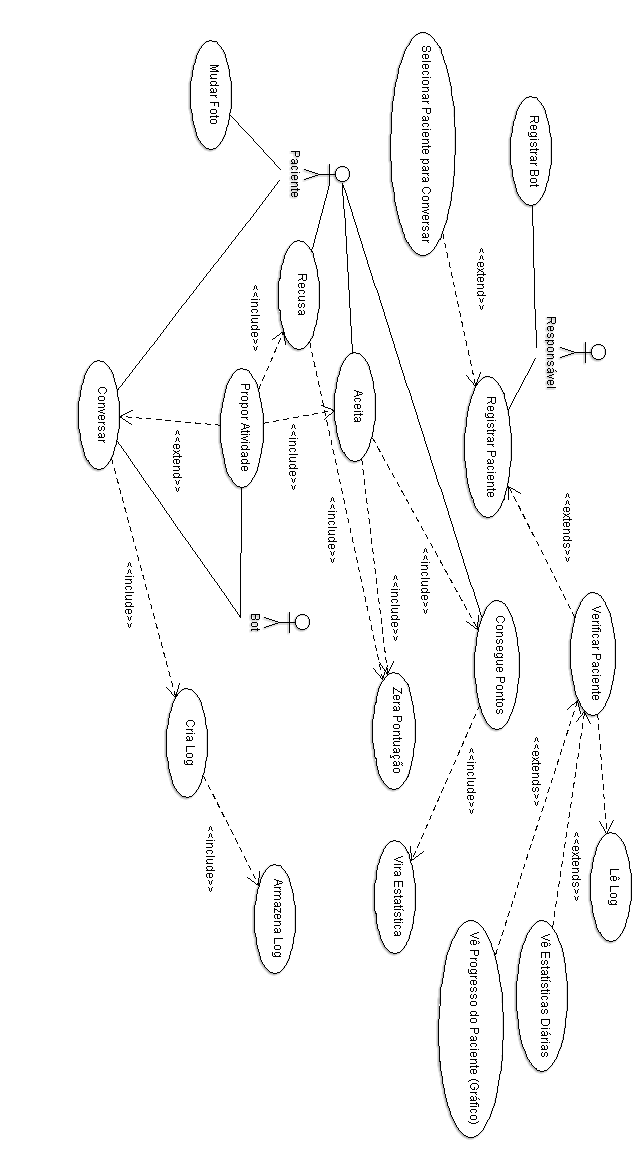 Registrar Bot
Responsável
Selecionar Paciente para Conversar
<<extend>>
Registrar Paciente
<<extends>>
Verificar Paciente
Lê Log
<<extends>>
<<extends>>
Vê Estatísticas Diárias
Vê Progresso do Paciente (Gráfico)
Paciente
Mudar Foto
Recusa
Aceita
<<include>>
<<include>>
<<include>>
<<include>>
<<include>>
Consegue Pontos
Zera Pontuação
<<include>>
Vira Estatística
Propor Atividade
<<extend>>
Conversar
Bot
<<include>>
Cria Log
<<include>>
Armazena Log